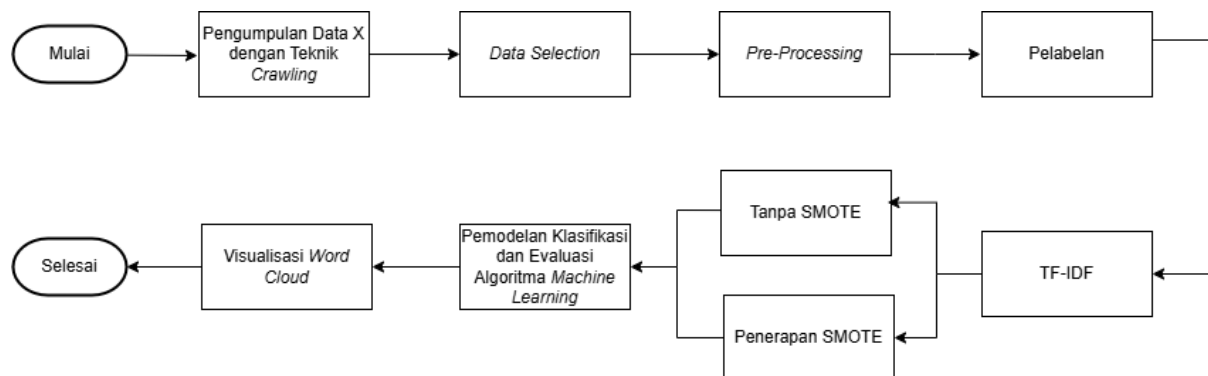 Mulai
Pengumpulan Data X
dengan Teknik
Crawling
Data Selection
Pre-Processing
Pelabelan
TF-IDF
Tanpa SMOTE
Penerapan SMOTE
Pemodelan Klasifikasi
dan Evaluasi
Algoritma Machine
Learning
Visualisasi Word
Cloud
Selesai